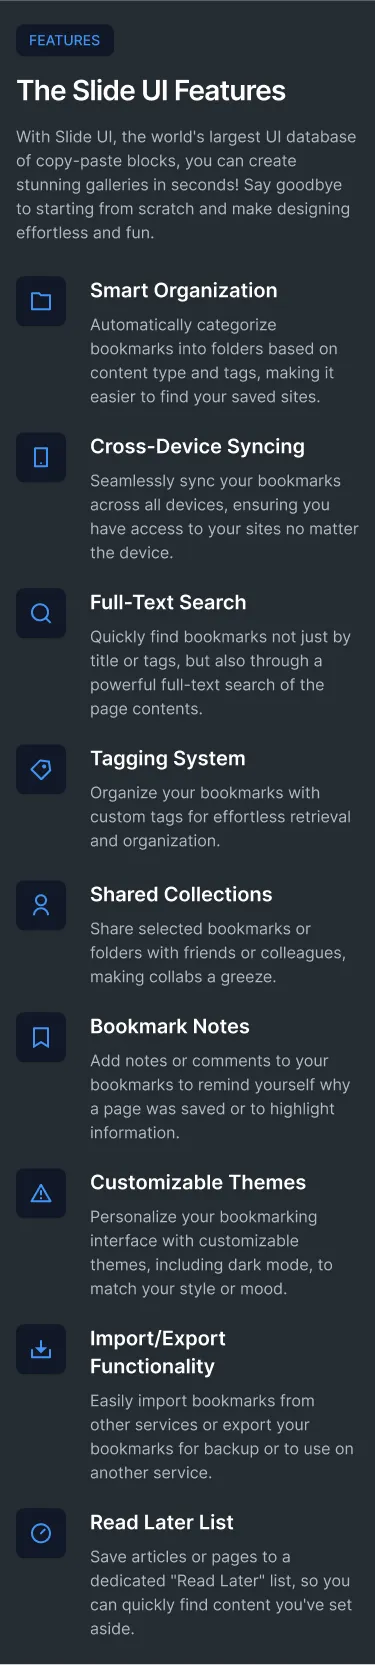 FEATURES
The Slide UI Features
With Slide UI, the world's largest UI database
of copy-paste blocks, you can create
stunning galleries in seconds! Say goodbye
to starting from scratch and make designing
effortless and fun.
Smart Organization
Automatically categorize
bookmarks into folders based on
content type and tags, making it
easier to find your saved sites.
Cross-Device Syncing
Seamlessly sync your bookmarks
across all devices, ensuring you
have access to your sites no matter
the device.
Full-Text Search
Quickly find bookmarks not just by
title or tags, but also through a
powerful full-text search of the
page contents.
Tagging System
Organize your bookmarks with
custom tags for effortless retrieval
and organization.
Shared Collections
Share selected bookmarks or
folders with friends or colleagues,
making collabs a greeze.
Bookmark Notes
Add notes or comments to your
bookmarks to remind yourself why
a page was saved or to highlight
information.
Customizable Themes
Personalize your bookmarking
interface with customizable
themes, including dark mode, to
match your style or mood.
Import/Export
Functionality
Easily import bookmarks from
other services or export your
bookmarks for backup or to use on
another service.
Read Later List
Save articles or pages to a
dedicated "Read Later" list, so you
can quickly find content you've set
aside.